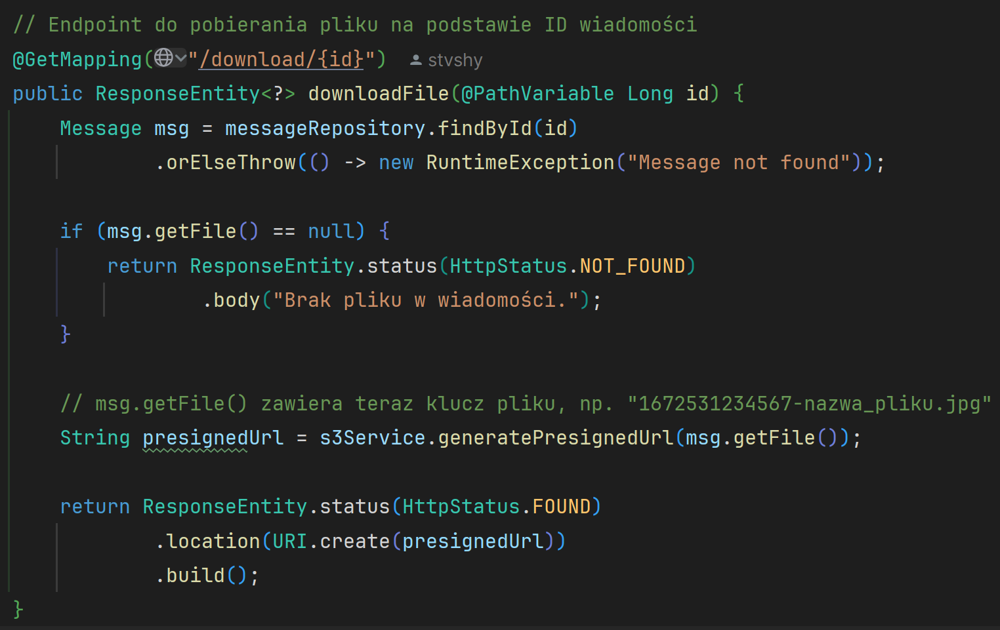 // Endpoint do pobierania pliku na podstawie ID wiadomości
@GetMapping("/download/{id}") stvshy
public ResponseEntity<?> downloadFile(@PathVariable Long id) {
    Message msg = messageRepository.findById(id)
            .orElseThrow(() -> new RuntimeException("Message not found"));
    if (msg.getFile() == null) {
        return ResponseEntity.status(HttpStatus.NOT_FOUND)
                .body("Brak pliku w wiadomości.");
    }
    // msg.getFile() zawiera teraz klucz pliku, np. "1672531234567-nazwa_pliku.jpg"
    String presignedUrl = s3Service.generatePresignedUrl(msg.getFile());
    return ResponseEntity.status(HttpStatus.FOUND)
            .location(URI.create(presignedUrl))
            .build();
}